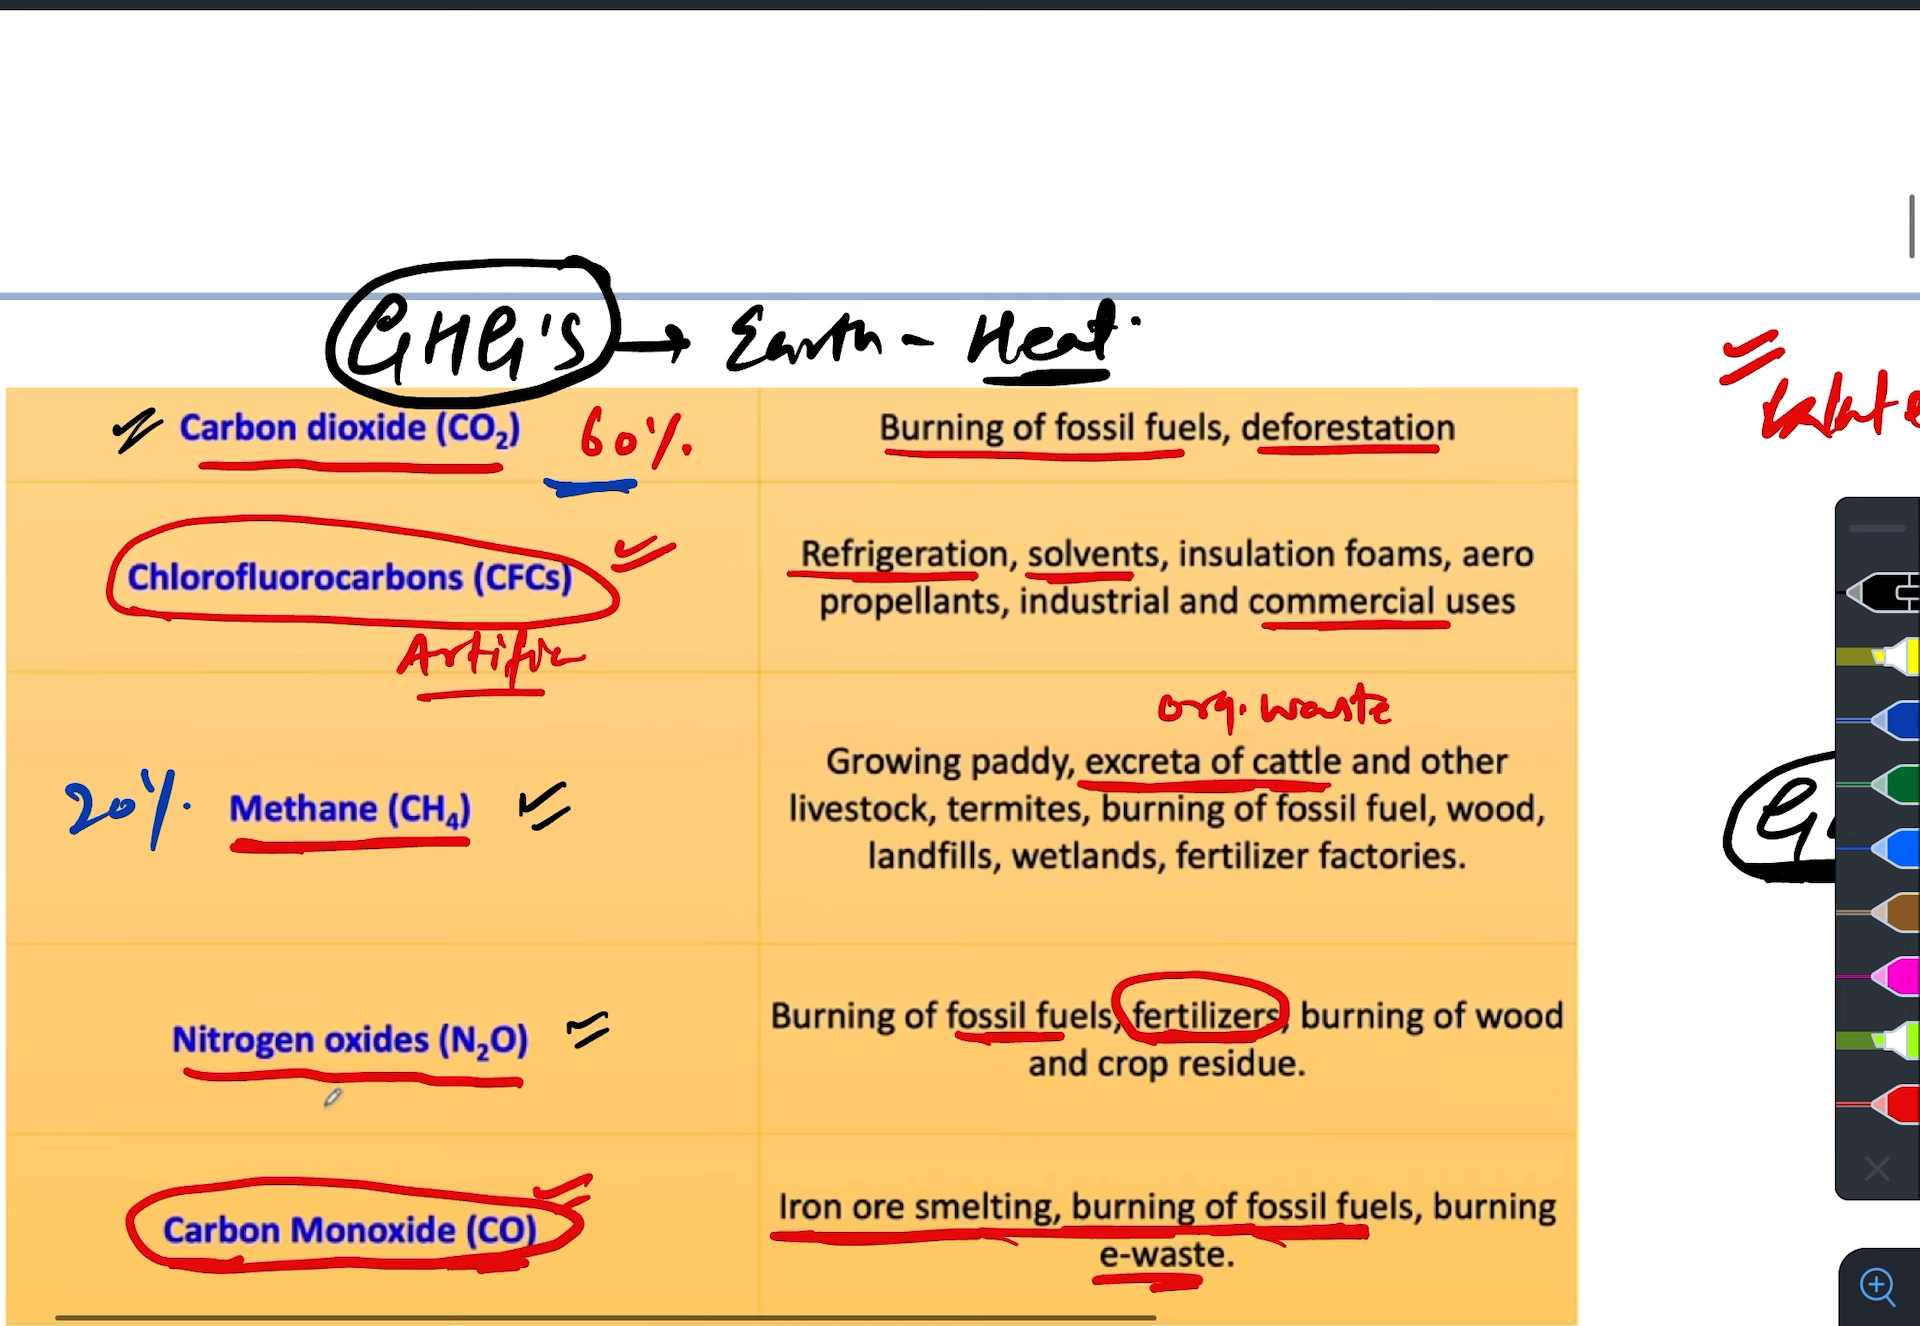 GHG's → Earth - Heat.
Carbon dioxide (CO₂) 60%.
Burning of fossil fuels, deforestation
Chlorofluorocarbons (CFCs)
Artific
Refrigeration, solvents, insulation foams, aero
propellants, industrial and commercial uses
20%. Methane (CH₄)
org. waste
Growing paddy, excreta of cattle and other
livestock, termites, burning of fossil fuel, wood,
landfills, wetlands, fertilizer factories.
Nitrogen oxides (N₂O)
Burning of fossil fuels, fertilizers, burning of wood
and crop residue.
Carbon Monoxide (CO)
Iron ore smelting, burning of fossil fuels, burning
e-waste.